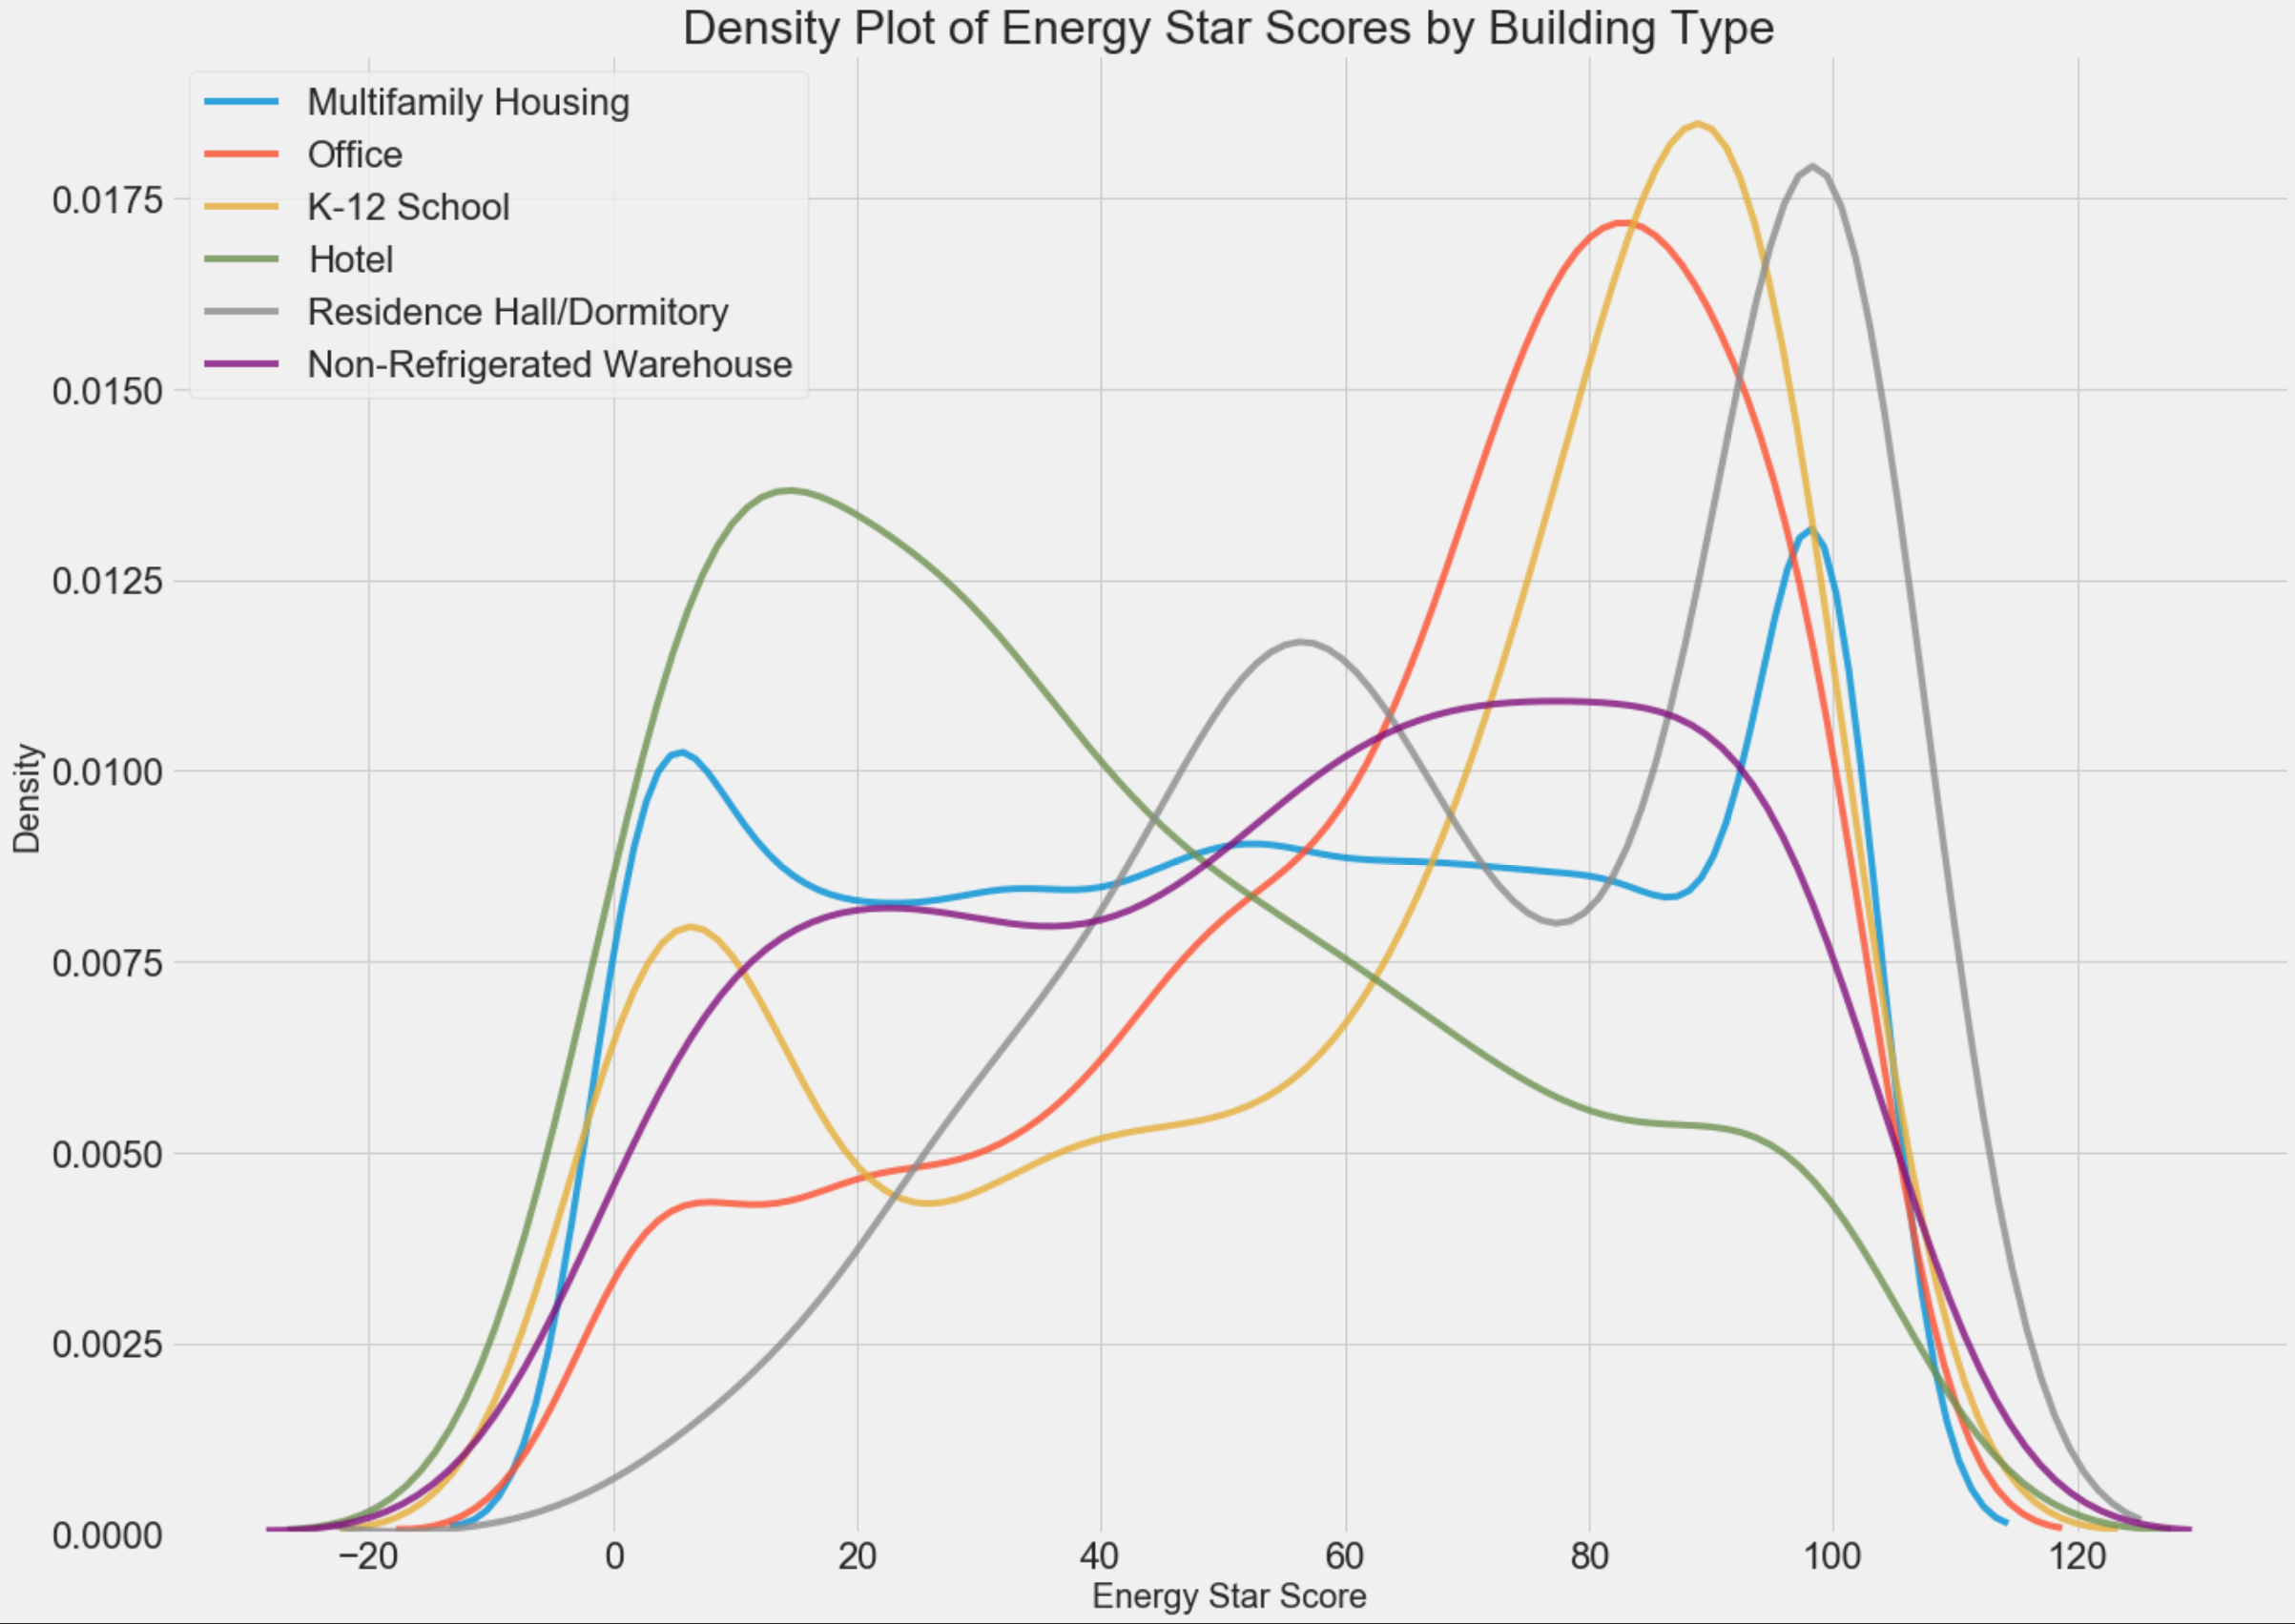 Density Plot of Energy Star Scores by Building Type
Multifamily Housing
Office
K-12 School
Hotel
Residence Hall/Dormitory
Non-Refrigerated Warehouse
0.0175
0.0150
0.0125
0.0100
0.0075
0.0050
0.0025
0.0000
Density
−20 0 20 40 60 80 100 120
Energy Star Score